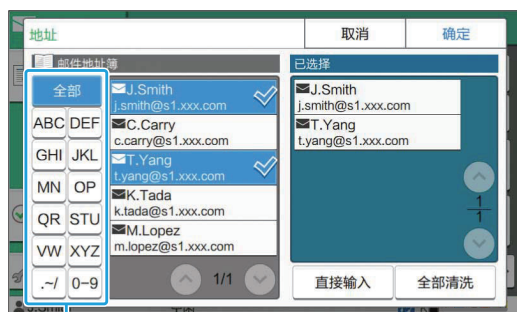 地址
取消
确定
邮件地址簿
已选择
全部
ABC DEF
GHI JKL
MN OP
QR STU
VW XYZ
.~/ 0-9
J.Smith
j.smith@s1.xxx.com
C.Carry
c.carry@s1.xxx.com
T.Yang
t.yang@s1.xxx.com
K.Tada
k.tada@s1.xxx.com
M.Lopez
m.lopez@s1.xxx.com
1/1
J.Smith
j.smith@s1.xxx.com
T.Yang
t.yang@s1.xxx.com
1
1
直接输入
全部清洗